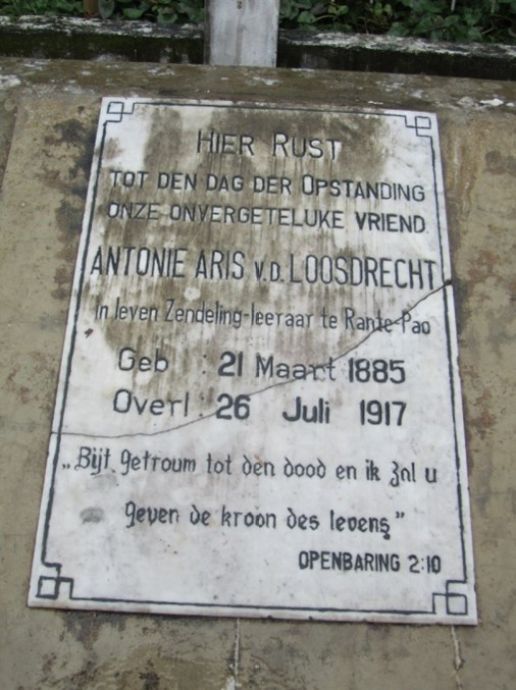 HIER RUST
TOT DEN DAG DER OPSTANDING
ONZE ONVERGETELUKE VRIEND
ANTONIE ARIS V.D. LOOSDRECHT
in leven Zendeling-leeraar te Rante-Pao
Geb : 21 Maart 1885
Overl : 26 Juli 1917
„Bijt getroum tot den dood en ik zal u
geven de kroon des levens"
OPENBARING 2:10